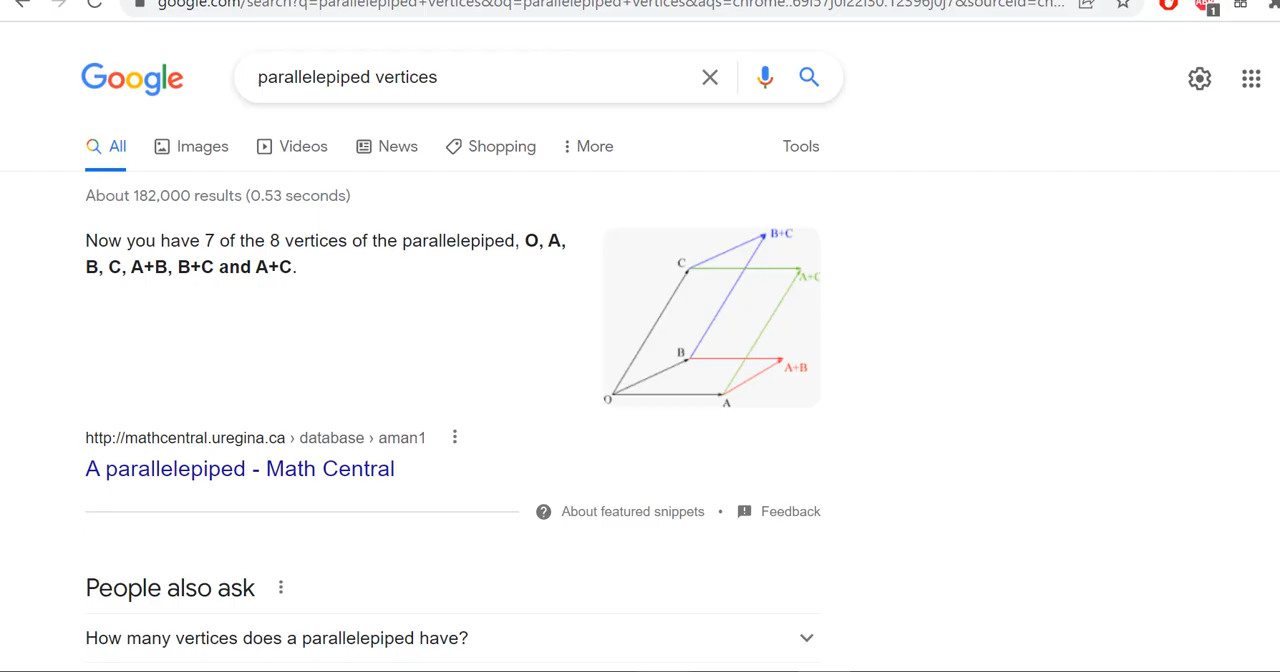 Google
parallelepiped vertices
All Images Videos News Shopping More Tools
About 182,000 results (0.53 seconds)
Now you have 7 of the 8 vertices of the parallelepiped, O, A,
B, C, A+B, B+C and A+C.
B+C
C
A+C
B
A+B
O
A
http://mathcentral.uregina.ca › database › aman1
A parallelepiped - Math Central
About featured snippets • Feedback
People also ask
How many vertices does a parallelepiped have?